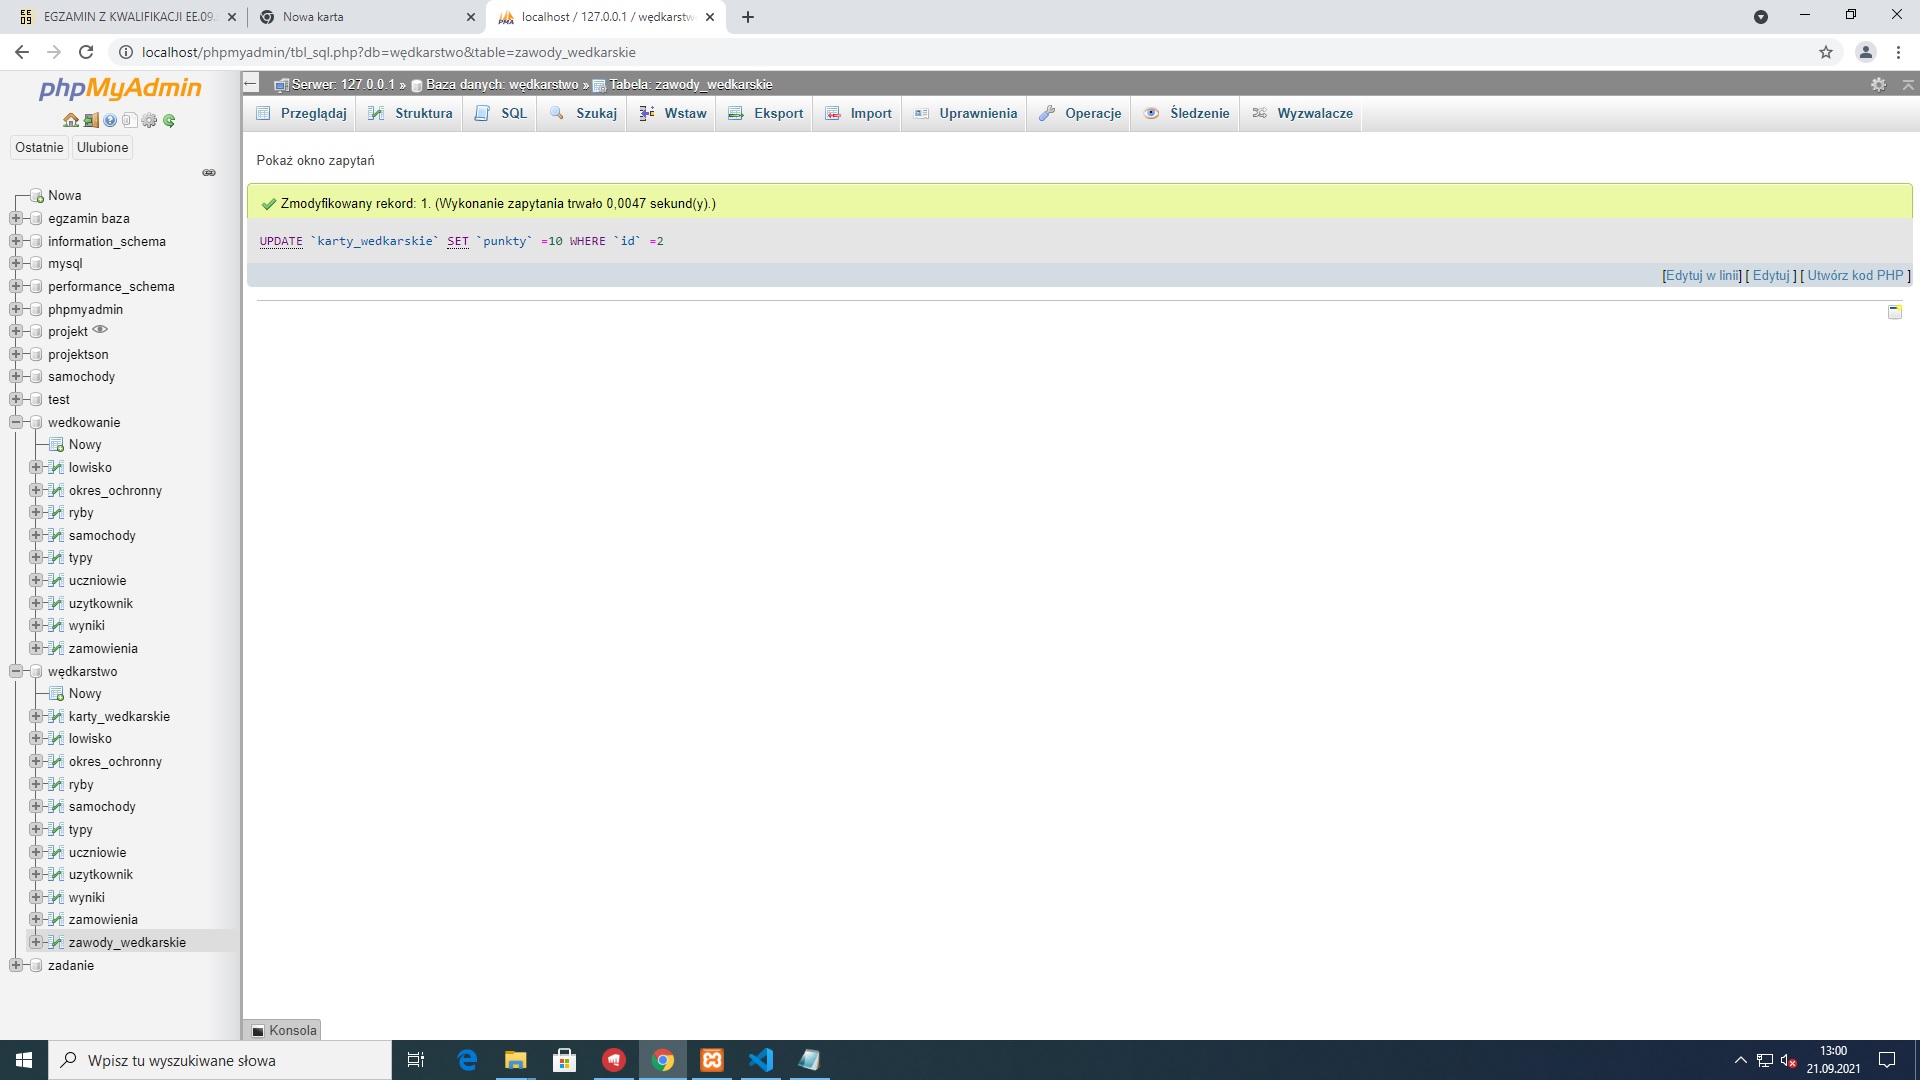 EGZAMIN Z KWALIFIKACJI EE.09.
Nowa karta
localhost / 127.0.0.1 / wędkarstw
localhost/phpmyadmin/tbl_sql.php?db=wędkarstwo&table=zawody_wedkarskie
phpMyAdmin
Ostatnie
Ulubione
Nowa
egzamin baza
information_schema
mysql
performance_schema
phpmyadmin
projekt
projektson
samochody
test
wedkowanie
Nowy
lowisko
okres_ochronny
ryby
samochody
typy
uczniowie
uzytkownik
wyniki
zamowienia
wędkarstwo
Nowy
karty_wedkarskie
lowisko
okres_ochronny
ryby
samochody
typy
uczniowie
uzytkownik
wyniki
zamowienia
zawody_wedkarskie
zadanie
Serwer: 127.0.0.1 » Baza danych: wędkarstwo » Tabela: zawody_wedkarskie
Przeglądaj Struktura SQL Szukaj Wstaw Eksport Import Uprawnienia Operacje Śledzenie Wyzwalacze
Pokaż okno zapytań
Zmodyfikowany rekord: 1. (Wykonanie zapytania trwało 0,0047 sekund(y).)
UPDATE `karty_wedkarskie` SET `punkty` =10 WHERE `id` =2
[Edytuj w linii] [ Edytuj ] [ Utwórz kod PHP ]
Konsola
Wpisz tu wyszukiwane słowa
13:00
21.09.2021